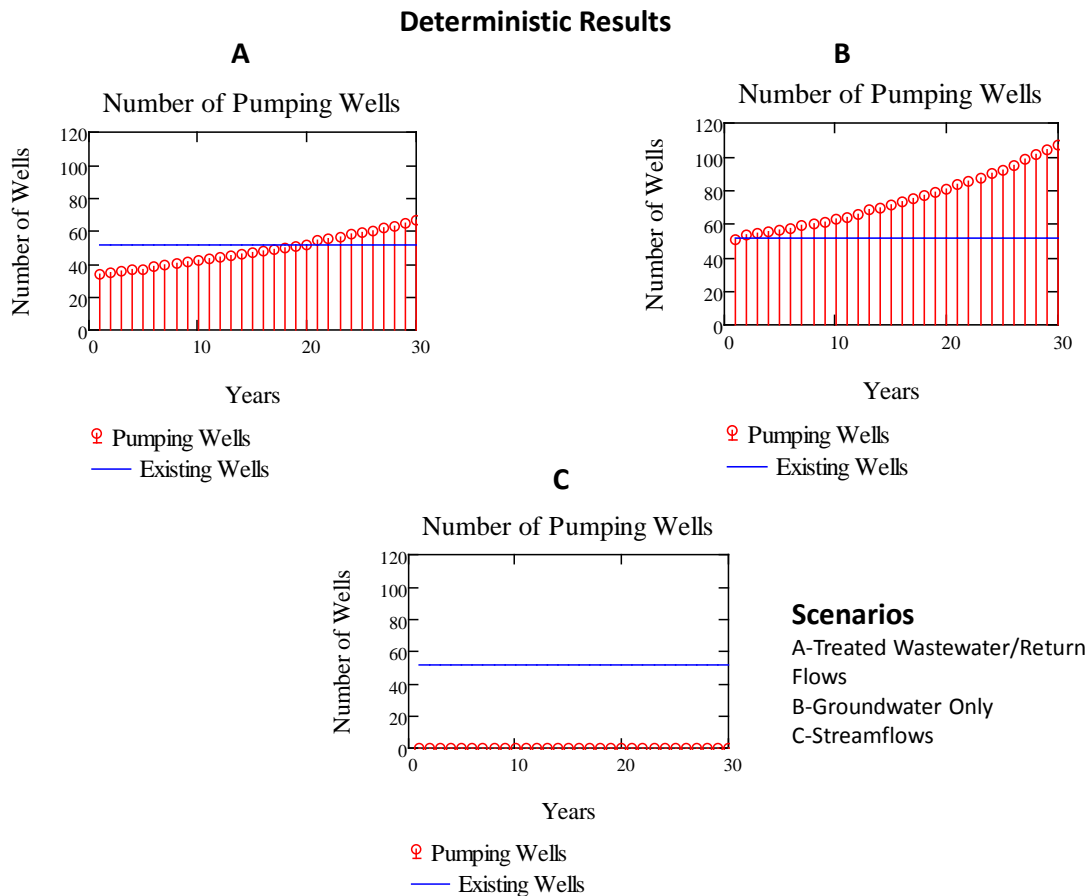 Deterministic Results
A
Number of Pumping Wells
Number of Wells
120
100
80
60
40
20
0
0 10 20 30
Years
Pumping Wells
Existing Wells
B
Number of Pumping Wells
Number of Wells
120
100
80
60
40
20
0
0 10 20 30
Years
Pumping Wells
Existing Wells
C
Number of Pumping Wells
Number of Wells
120
100
80
60
40
20
0
0 10 20 30
Years
Pumping Wells
Existing Wells
Scenarios
A-Treated Wastewater/Return
Flows
B-Groundwater Only
C-Streamflows